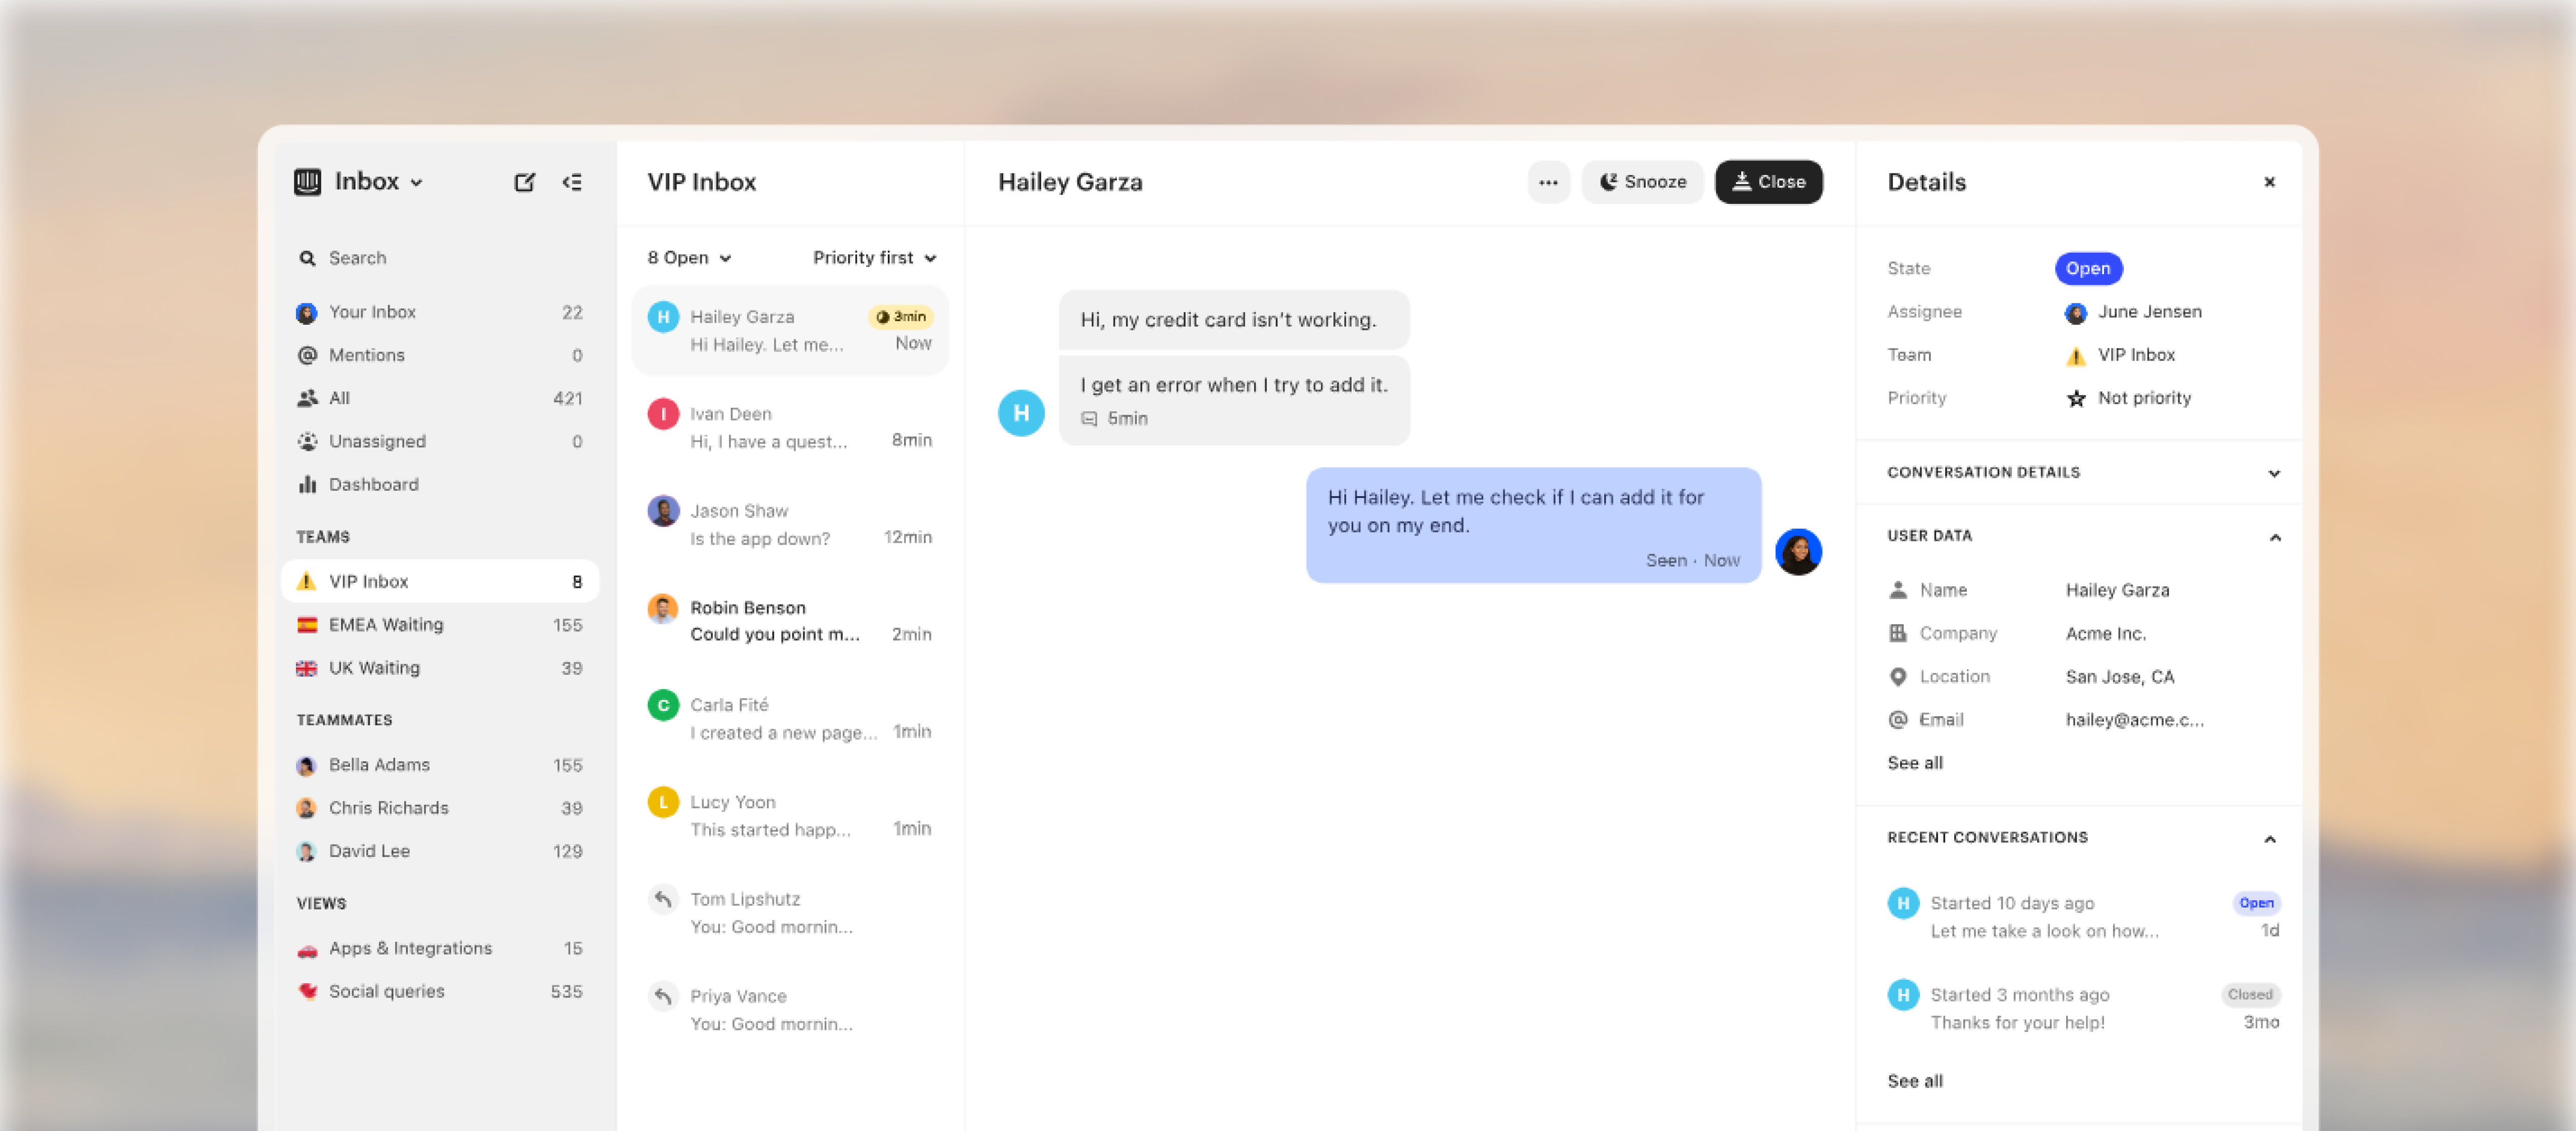 Inbox
Search
Your Inbox 22
Mentions 0
All 421
Unassigned 0
Dashboard
TEAMS
VIP Inbox 8
EMEA Waiting 155
UK Waiting 39
TEAMMATES
Bella Adams 155
Chris Richards 39
David Lee 129
VIEWS
Apps & Integrations 15
Social queries 535
VIP Inbox
8 Open Priority first
H Hailey Garza 3min
Hi Hailey. Let me... Now
I Ivan Deen
Hi, I have a quest... 8min
Jason Shaw
Is the app down? 12min
Robin Benson
Could you point m... 2min
C Carla Fité
I created a new page... 1min
L Lucy Yoon
This started happ... 1min
Tom Lipshutz
You: Good mornin...
Priya Vance
You: Good mornin...
Hailey Garza ... Snooze Close
Hi, my credit card isn’t working.
I get an error when I try to add it.
H 5min
Hi Hailey. Let me check if I can add it for
you on my end.
Seen · Now
Details
State Open
Assignee June Jensen
Team VIP Inbox
Priority Not priority
CONVERSATION DETAILS
USER DATA
Name Hailey Garza
Company Acme Inc.
Location San Jose, CA
Email hailey@acme.c...
See all
RECENT CONVERSATIONS
H Started 10 days ago Open
Let me take a look on how... 1d
H Started 3 months ago Closed
Thanks for your help! 3mo
See all